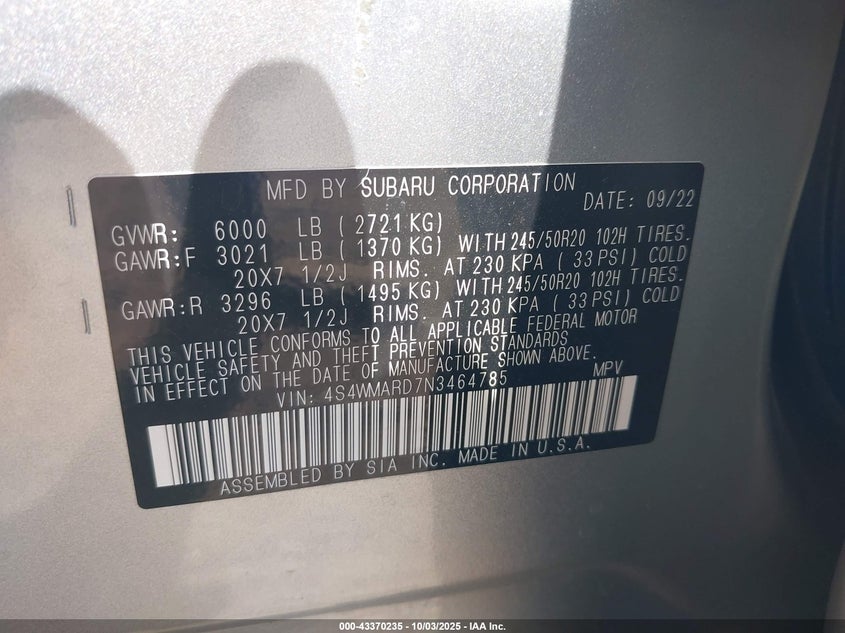 MFD BY SUBARU CORPORATION DATE: 09/22
GVWR: 6000 LB ( 2721 KG)
GAWR:F 3021 LB ( 1370 KG) WITH 245/50R20 102H TIRES.
20X7 1/2J RIMS. AT 230 KPA ( 33 PSI) COLD
GAWR:R 3296 LB ( 1495 KG) WITH 245/50R20 102H TIRES.
20X7 1/2J RIMS. AT 230 KPA ( 33 PSI) COLD
THIS VEHICLE CONFORMS TO ALL APPLICABLE FEDERAL MOTOR
VEHICLE SAFETY AND THEFT PREVENTION STANDARDS
IN EFFECT ON THE DATE OF MANUFACTURE SHOWN ABOVE.
VIN: 4S4WMARD7N3464785 MPV
ASSEMBLED BY SIA INC. MADE IN U.S.A.
000-43370235 - 10/03/2025 - IAA Inc.